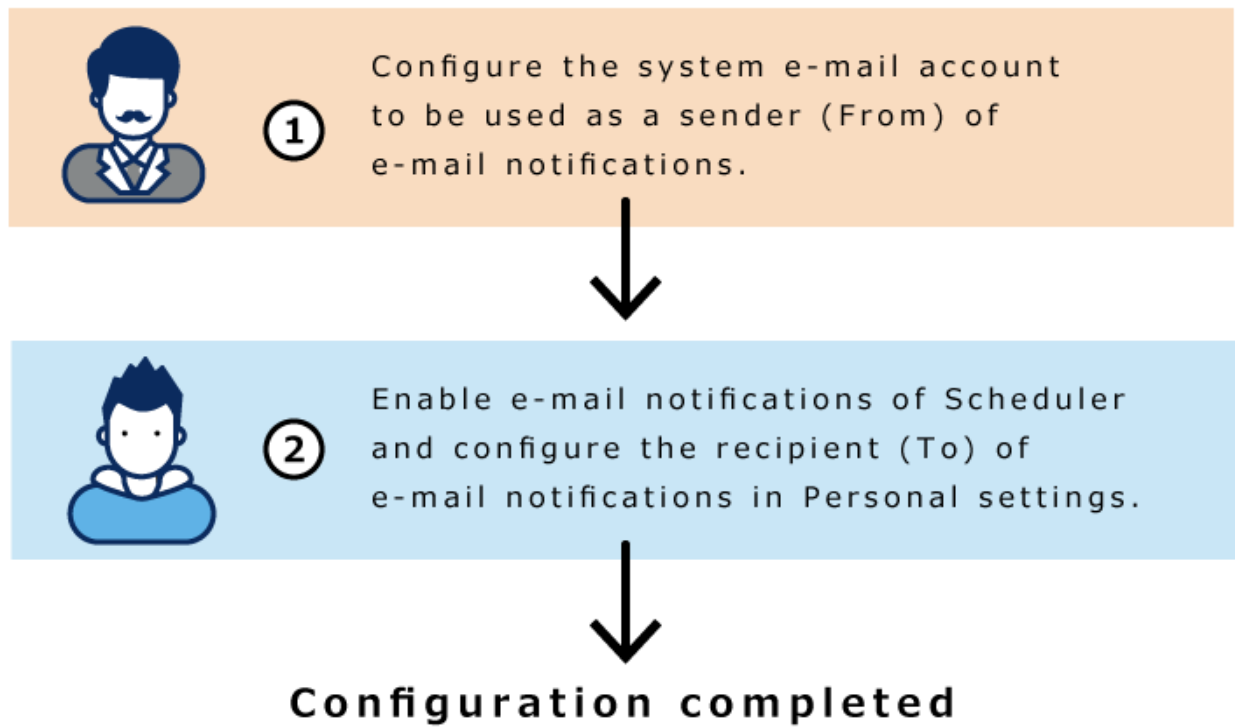 1
Configure the system e-mail account
to be used as a sender (From) of
e-mail notifications.
2
Enable e-mail notifications of Scheduler
and configure the recipient (To) of
e-mail notifications in Personal settings.
Configuration completed